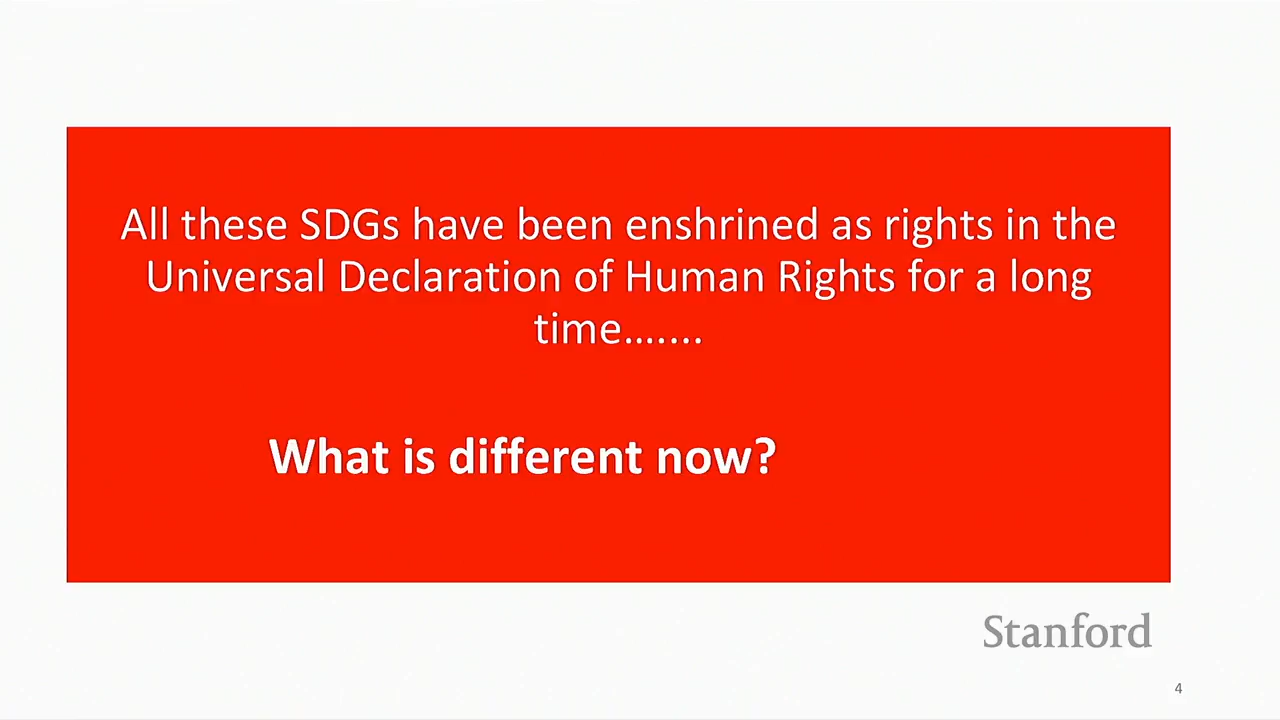 All these SDGs have been enshrined as rights in the
Universal Declaration of Human Rights for a long
time.......
What is different now?
Stanford
4